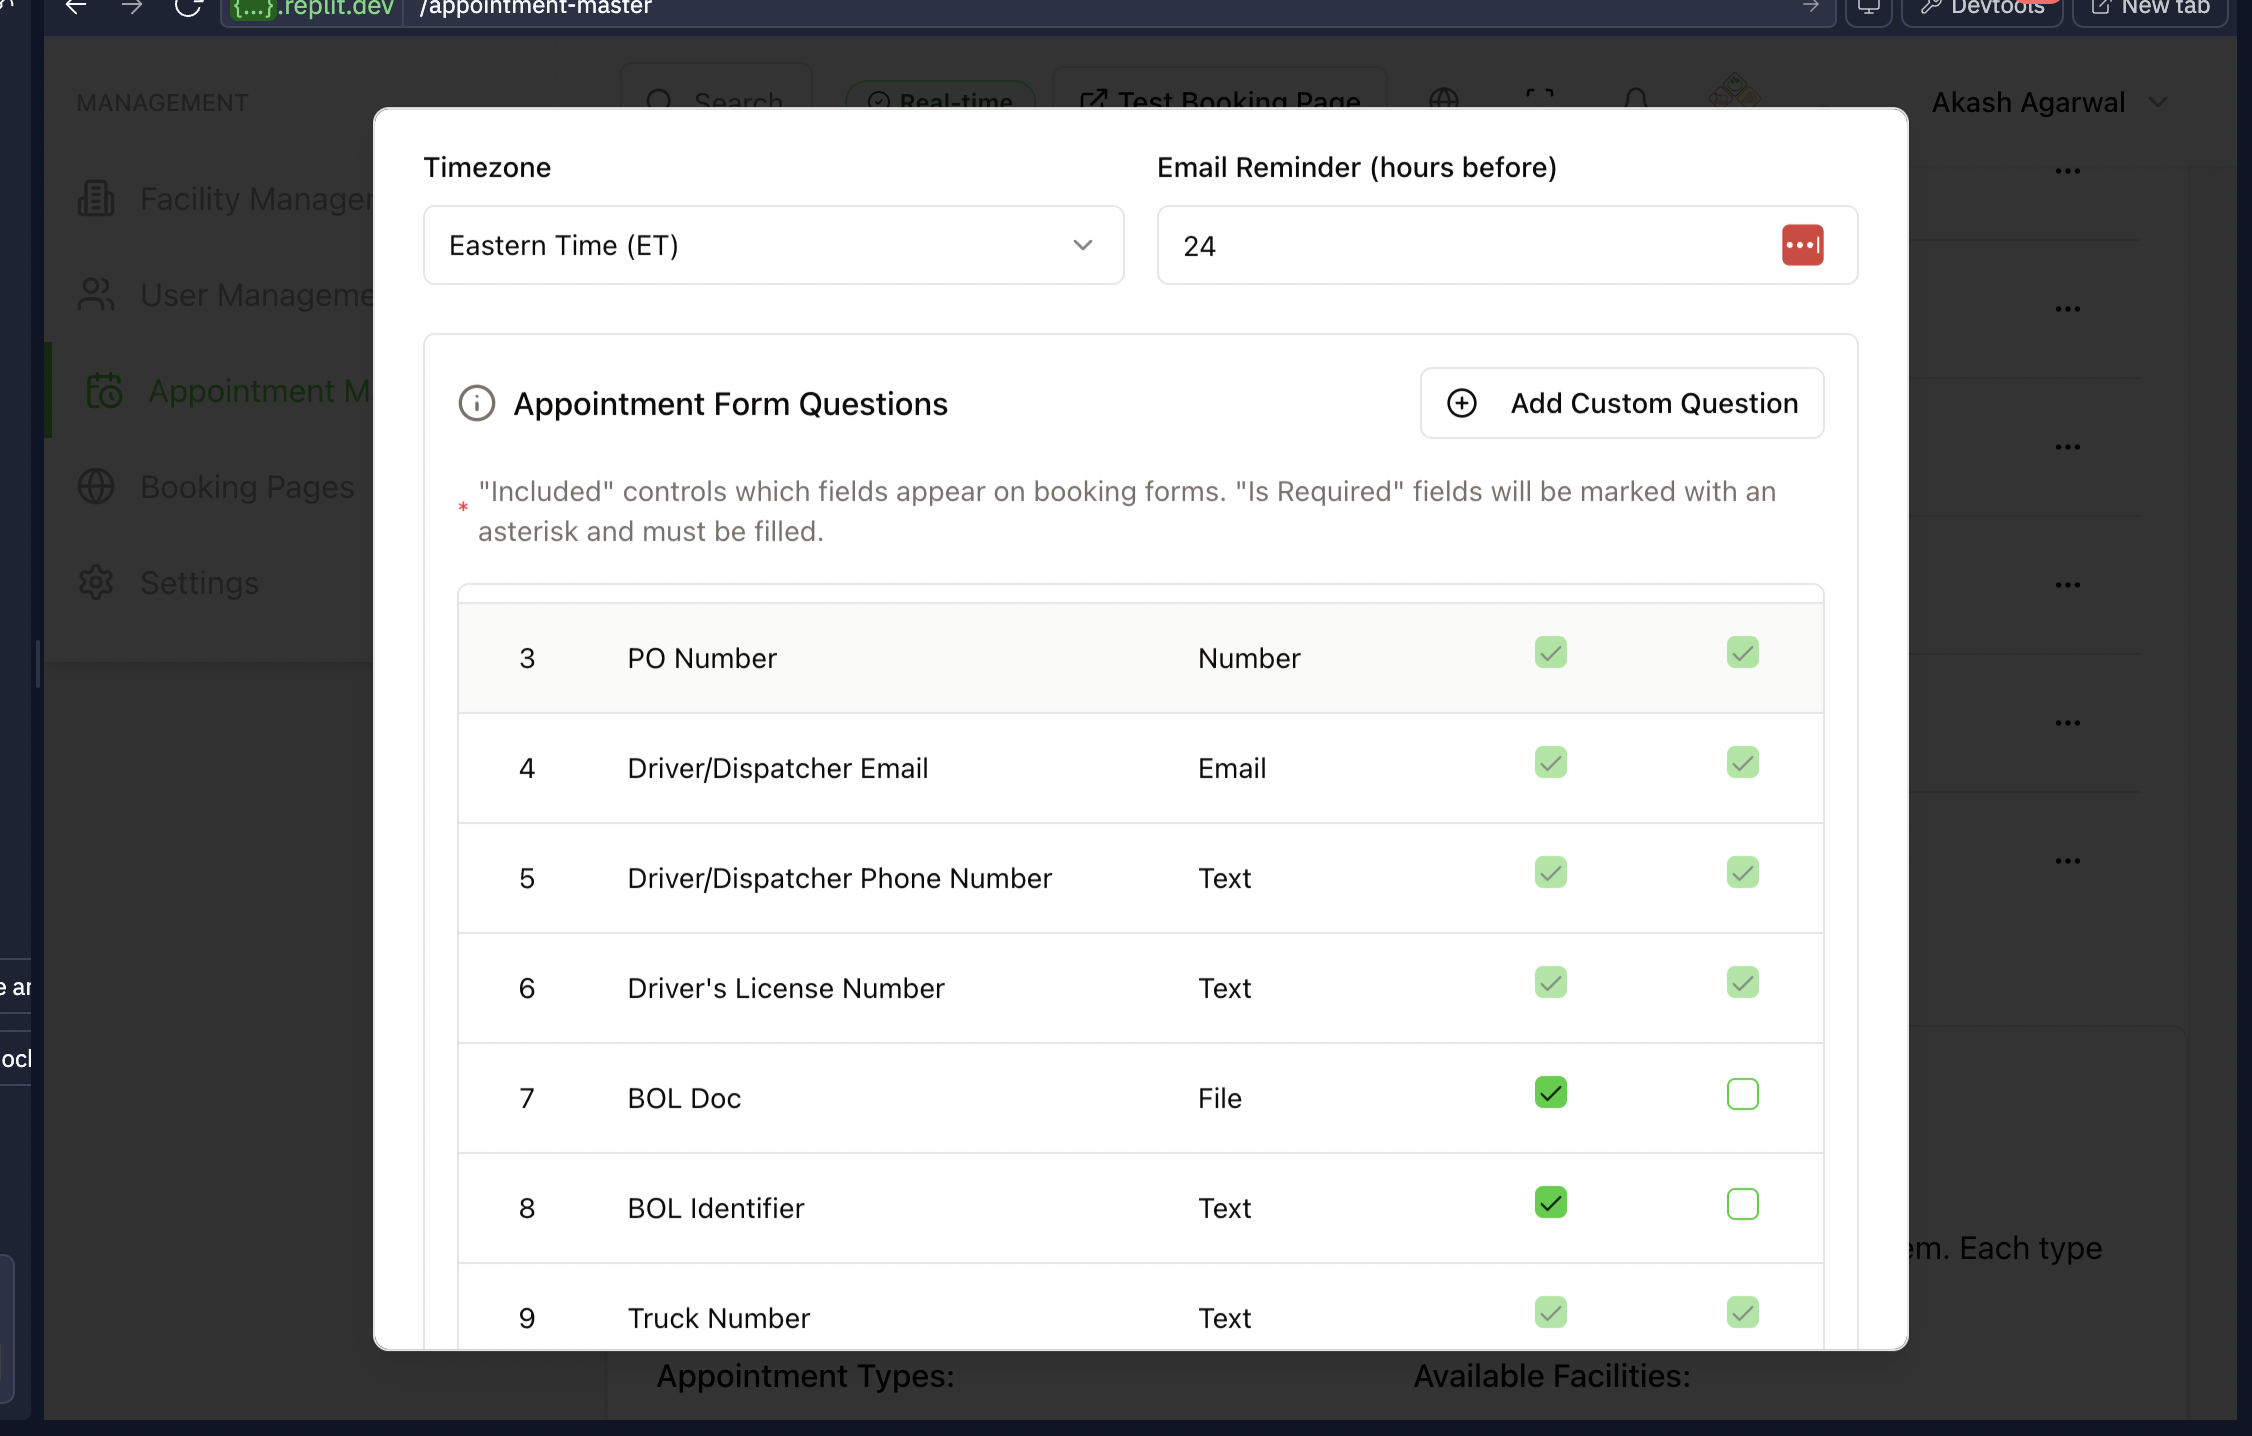 {...}.replit.dev /appointment-master
Devtools
New tab
MANAGEMENT
Search
Real-time
Test Booking Page
Akash Agarwal
Facility Manager
User Manageme
Appointment M
Booking Pages
Settings
Timezone
Email Reminder (hours before)
Eastern Time (ET)
24
Appointment Form Questions
Add Custom Question
* "Included" controls which fields appear on booking forms. "Is Required" fields will be marked with an
asterisk and must be filled.
3 PO Number Number
4 Driver/Dispatcher Email Email
5 Driver/Dispatcher Phone Number Text
6 Driver's License Number Text
7 BOL Doc File
8 BOL Identifier Text
9 Truck Number Text
em. Each type
Appointment Types:
Available Facilities: